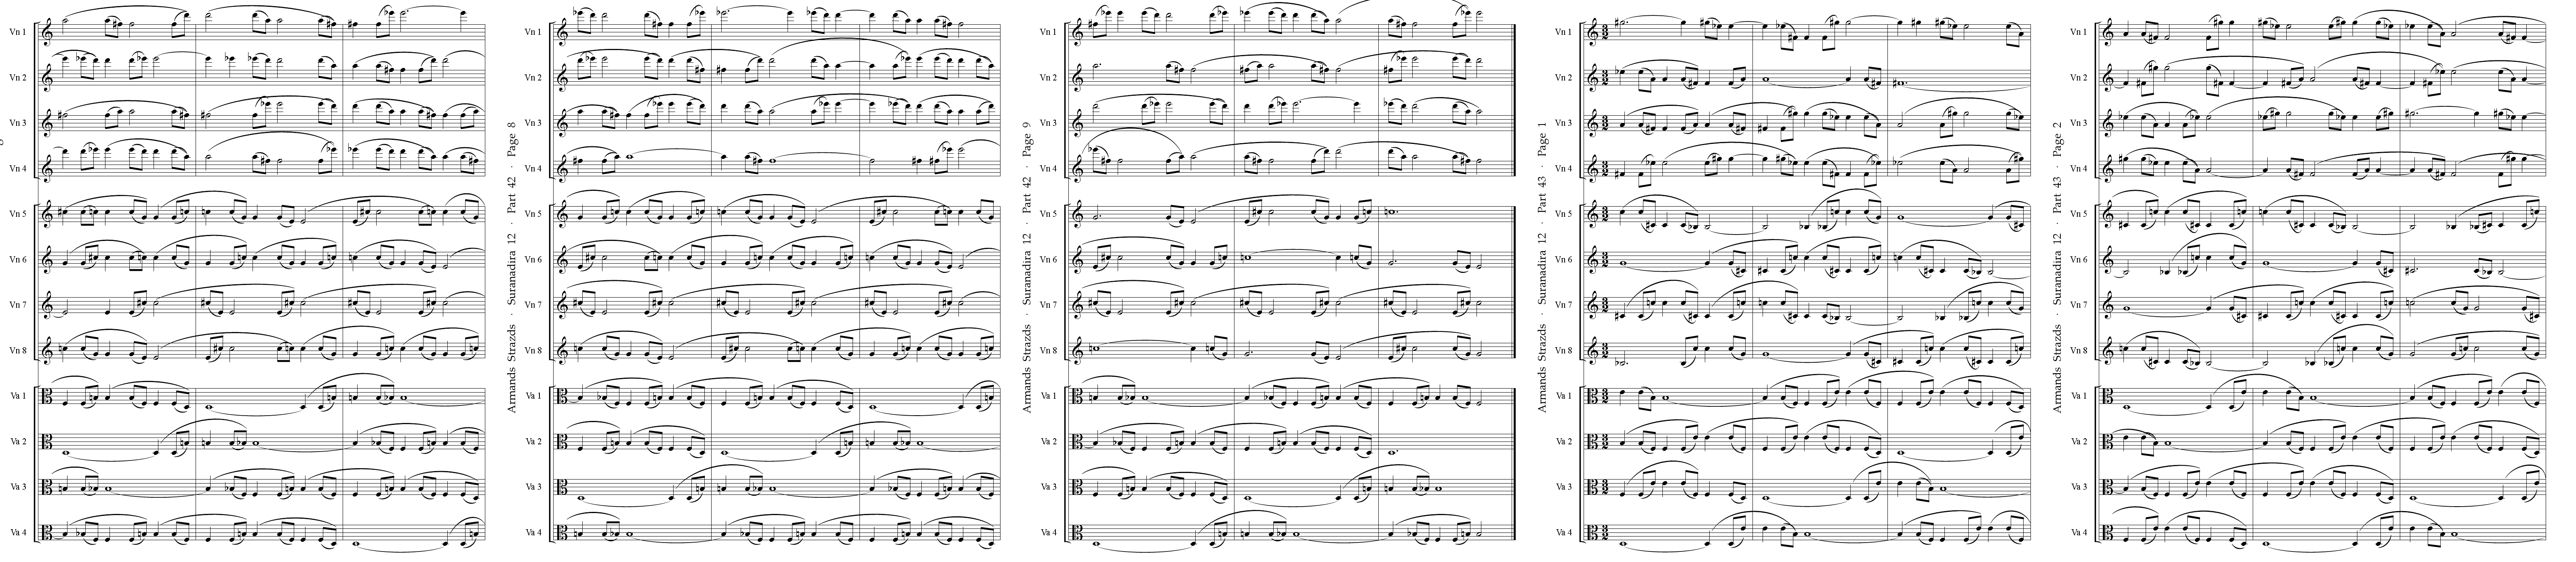 Vn 1
Vn 2
Vn 3
Vn 4
Vn 5
Vn 6
Vn 7
Vn 8
Va 1
Va 2
Va 3
Va 4
Armands Strazds · Suranadira 12 · Part 42 · Page 8
Vn 1
Vn 2
Vn 3
Vn 4
Vn 5
Vn 6
Vn 7
Vn 8
Va 1
Va 2
Va 3
Va 4
Armands Strazds · Suranadira 12 · Part 42 · Page 9
Vn 1
Vn 2
Vn 3
Vn 4
Vn 5
Vn 6
Vn 7
Vn 8
Va 1
Va 2
Va 3
Va 4
Armands Strazds · Suranadira 12 · Part 43 · Page 1
Vn 1
Vn 2
Vn 3
Vn 4
Vn 5
Vn 6
Vn 7
Vn 8
Va 1
Va 2
Va 3
Va 4
Armands Strazds · Suranadira 12 · Part 43 · Page 2
Vn 1
Vn 2
Vn 3
Vn 4
Vn 5
Vn 6
Vn 7
Vn 8
Va 1
Va 2
Va 3
Va 4